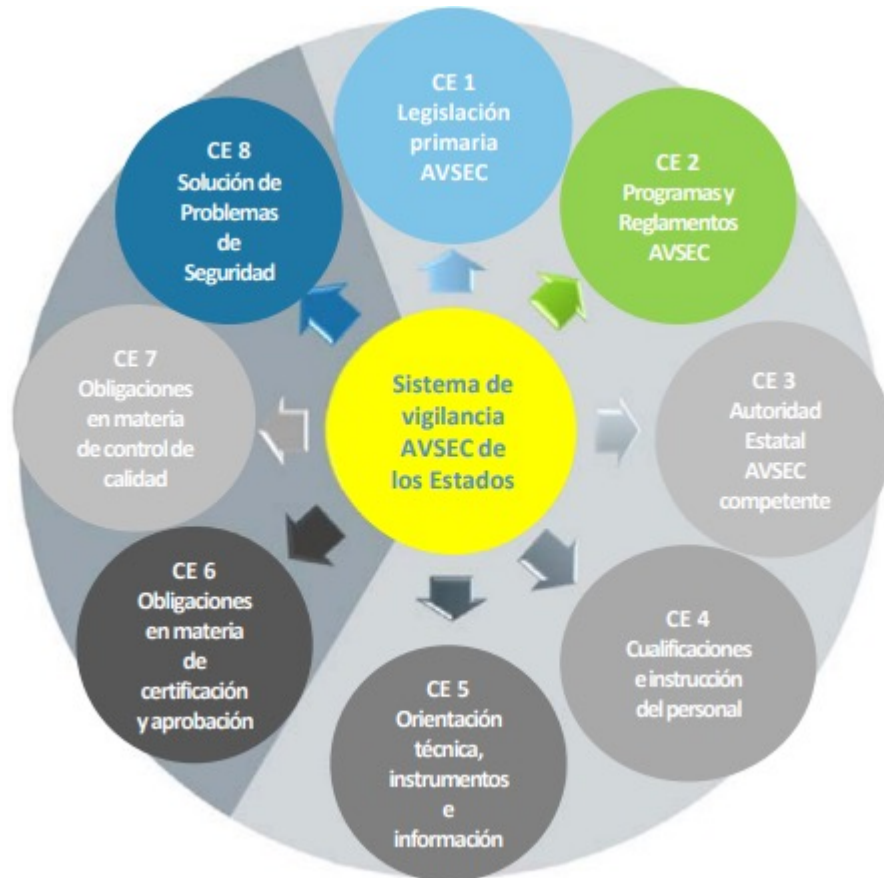 CE 1
Legislación
primaria
AVSEC
CE 2
Programas y
Reglamentos
AVSEC
CE 3
Autoridad
Estatal
AVSEC
competente
CE 4
Cualificaciones
e instrucción
del personal
CE 5
Orientación
técnica,
instrumentos
e
información
CE 6
Obligaciones
en materia
de
certificación
y aprobación
CE 7
Obligaciones
en materia
de control de
calidad
CE 8
Solución de
Problemas
de
Seguridad
Sistema de
vigilancia
AVSEC de
los Estados